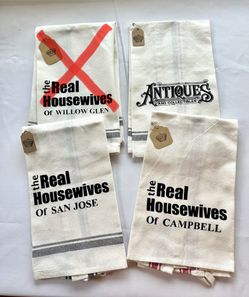 the
Real
Housewives
Of WILLOW GLEN
ANTIQUES
the
Real
Housewives
Of SAN JOSE
the
Real
Housewives
Of CAMPBELL